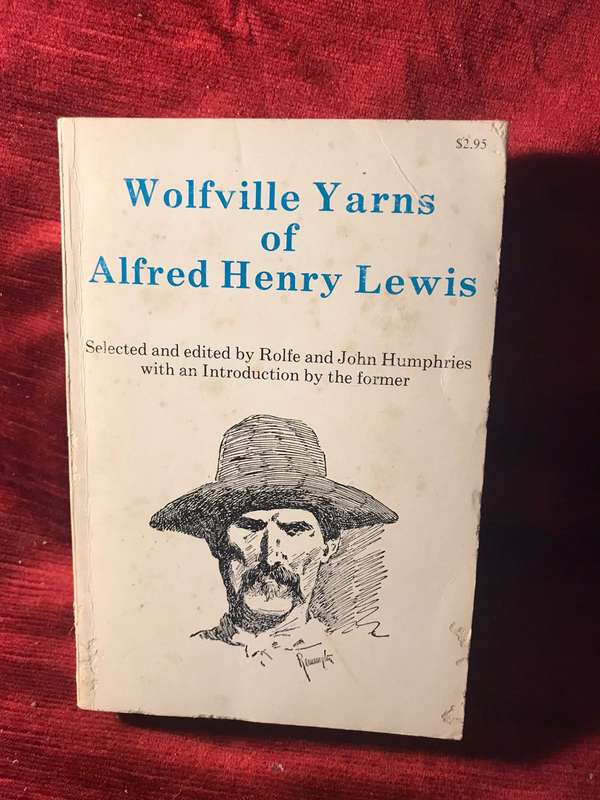 $2.95
Wolfville Yarns
of
Alfred Henry Lewis
Selected and edited by Rolfe and John Humphries
with an Introduction by the former
Remington